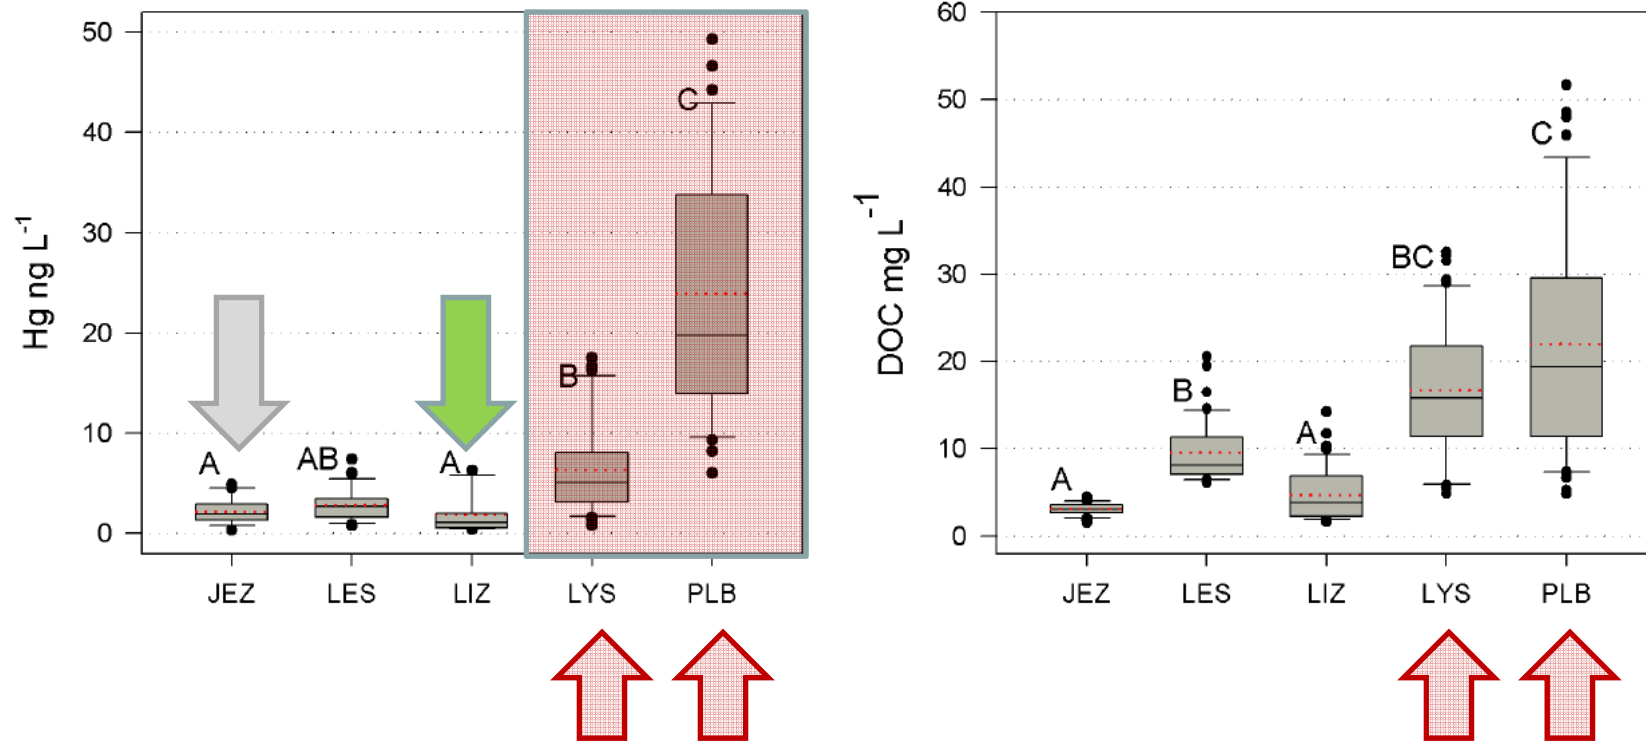 Hg ng L⁻¹
50
40
30
20
10
0
A
AB
A
B
C
JEZ LES LIZ LYS PLB
DOC mg L⁻¹
60
50
40
30
20
10
0
A
B
A
BC
C
JEZ LES LIZ LYS PLB